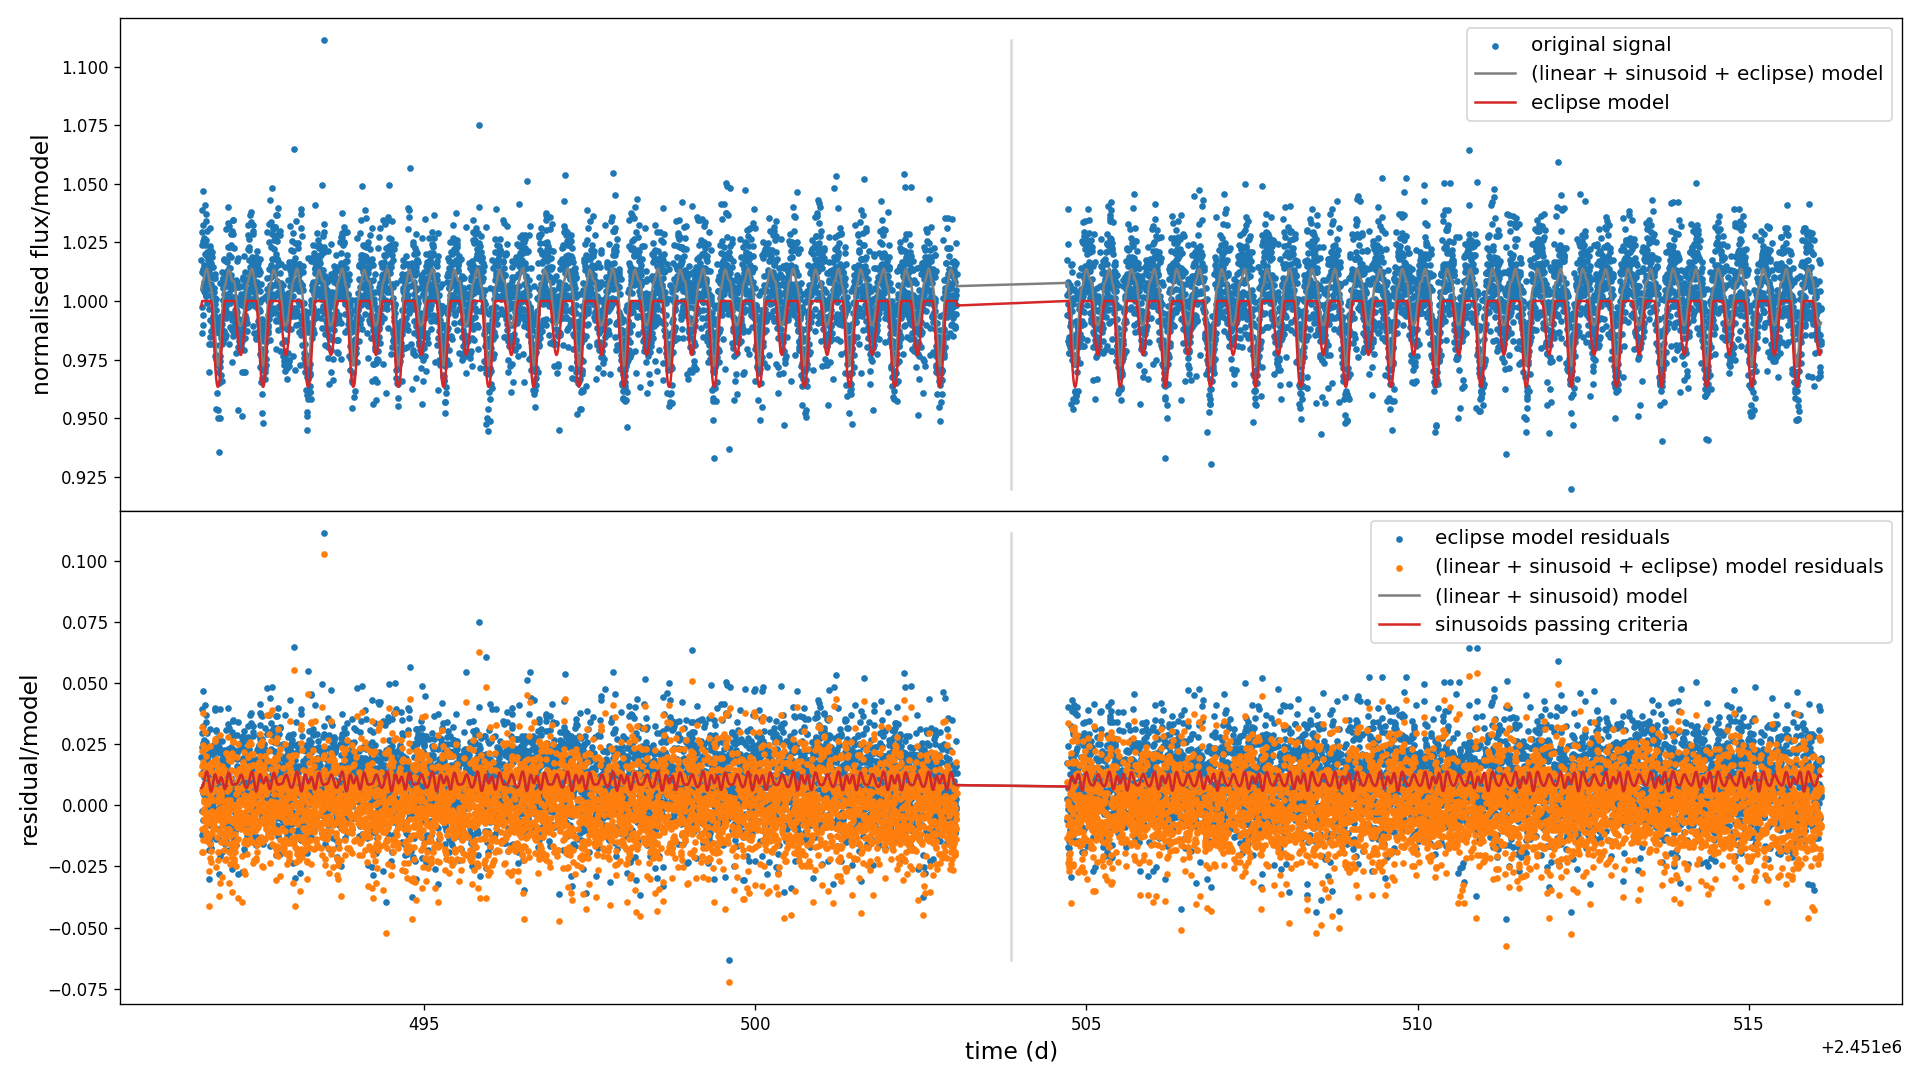 original signal
(linear + sinusoid + eclipse) model
eclipse model
normalised flux/model
1.100
1.075
1.050
1.025
1.000
0.975
0.950
0.925
eclipse model residuals
(linear + sinusoid + eclipse) model residuals
(linear + sinusoid) model
sinusoids passing criteria
residual/model
0.100
0.075
0.050
0.025
0.000
−0.025
−0.050
−0.075
495 500 505 510 515
time (d)
+2.451e6